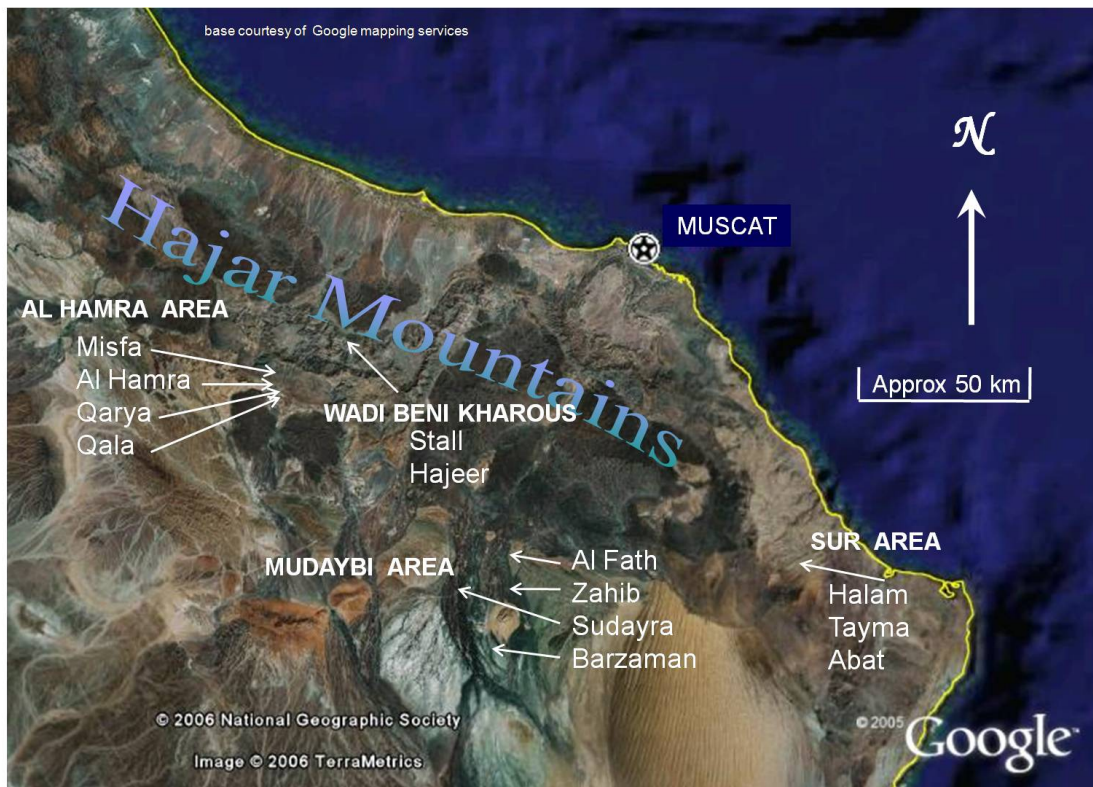 base courtesy of Google mapping services
N
MUSCAT
Hajar Mountains
AL HAMRA AREA
Misfa
Al Hamra
Qarya
Qala
Approx 50 km
WADI BENI KHAROUS
Stall
Hajeer
SUR AREA
Halam
Tayma
Abat
MUDAYBI AREA
Al Fath
Zahib
Sudayra
Barzaman
© 2006 National Geographic Society
Image © 2006 TerraMetrics
© 2005 Google™